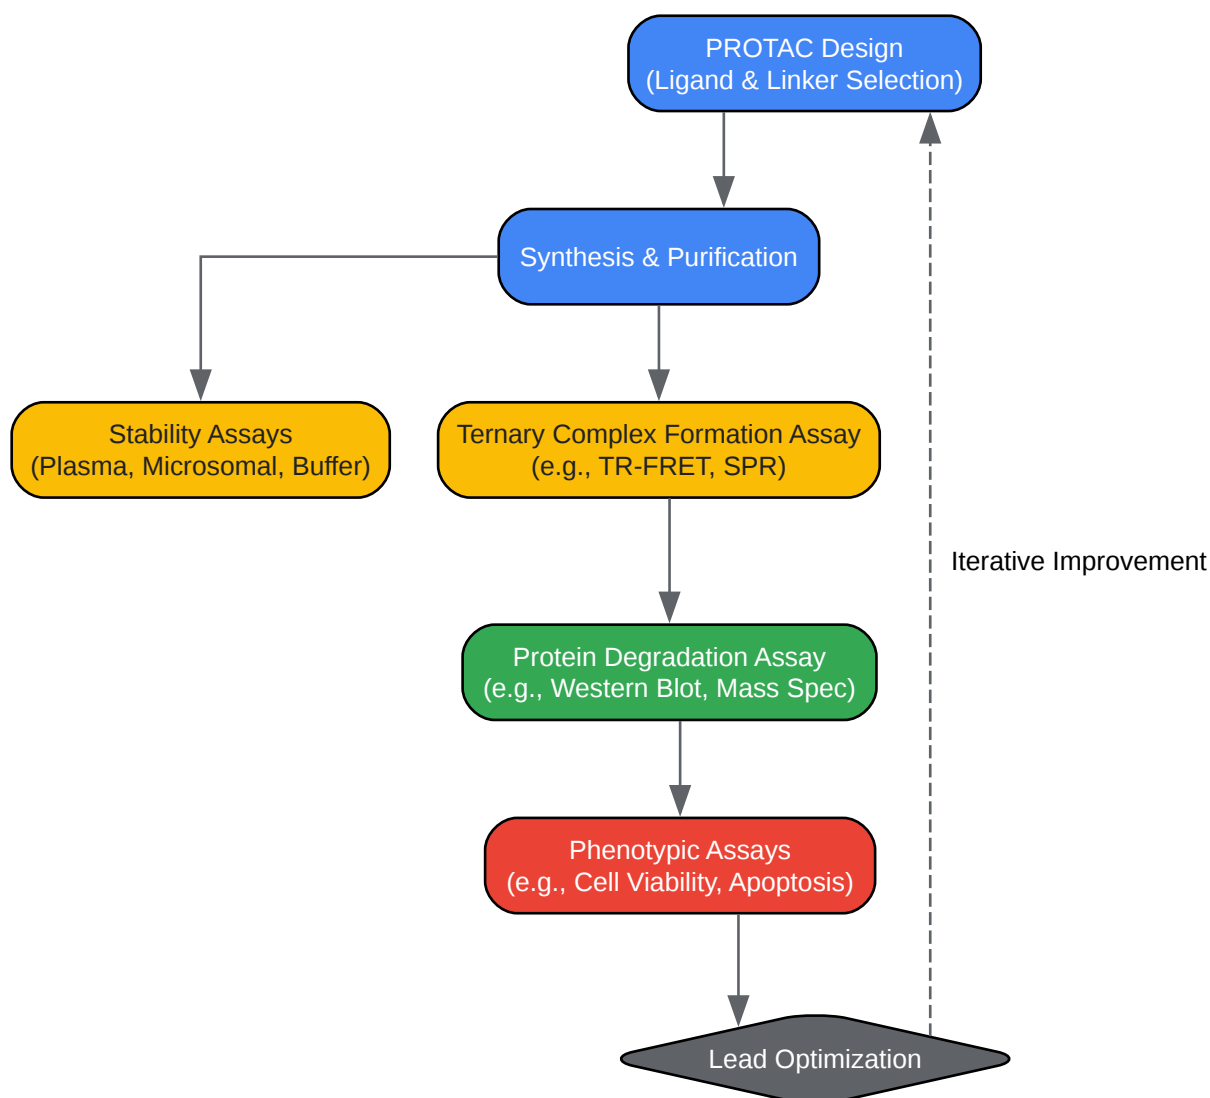 PROTAC Design
(Ligand & Linker Selection)
Synthesis & Purification
Stability Assays
(Plasma, Microsomal, Buffer)
Ternary Complex Formation Assay
(e.g., TR-FRET, SPR)
Iterative Improvement
Protein Degradation Assay
(e.g., Western Blot, Mass Spec)
Phenotypic Assays
(e.g., Cell Viability, Apoptosis)
Lead Optimization